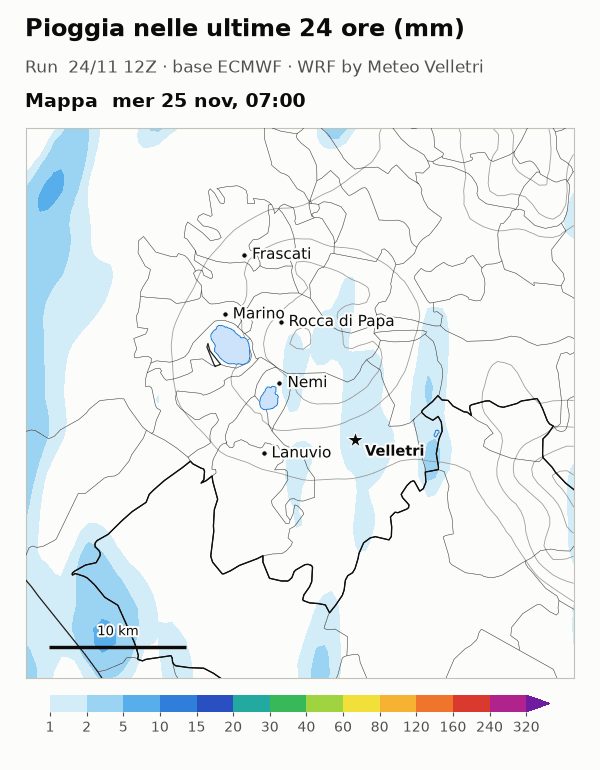 Pioggia nelle ultime 24 ore (mm)
Run  24/11 12Z · base ECMWF · WRF by Meteo Velletri
Mappa  mer 25 nov, 07:00
Frascati
Marino
Rocca di Papa
Nemi
Velletri
Lanuvio
10 km
1 2 5 10 15 20 30 40 60 80 120 160 240 320